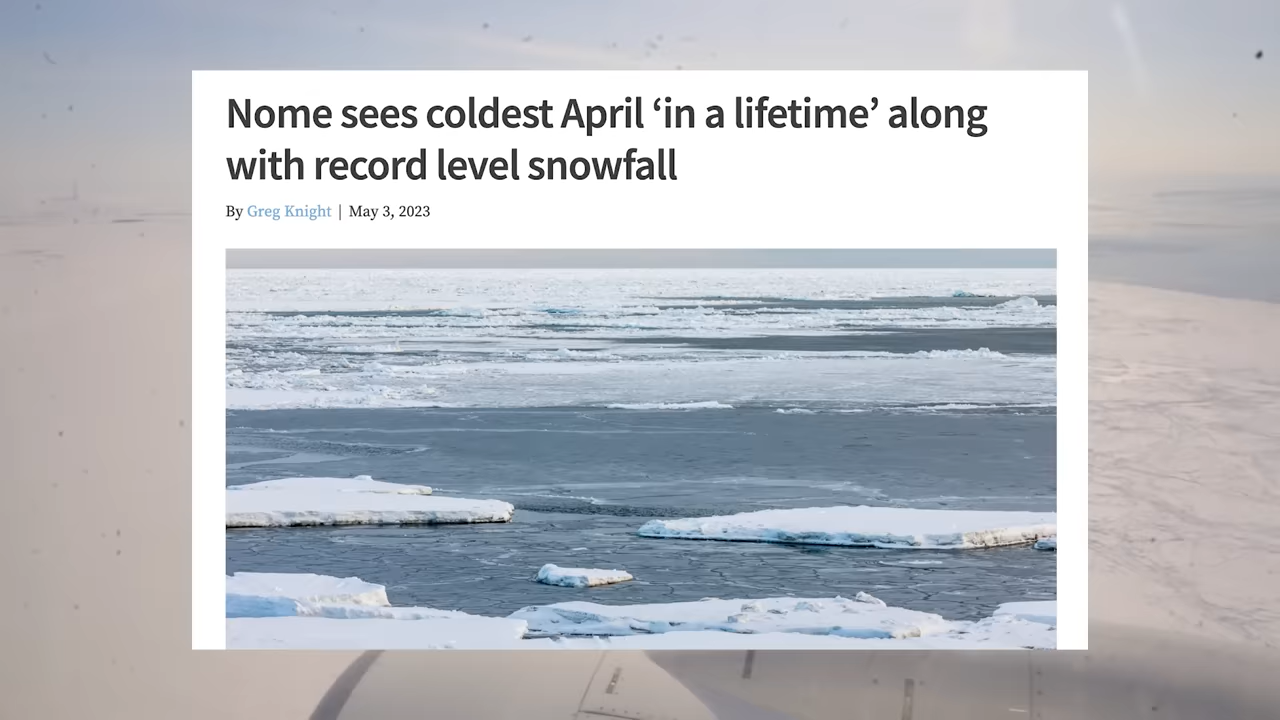 Nome sees coldest April ‘in a lifetime’ along
with record level snowfall
By Greg Knight | May 3, 2023